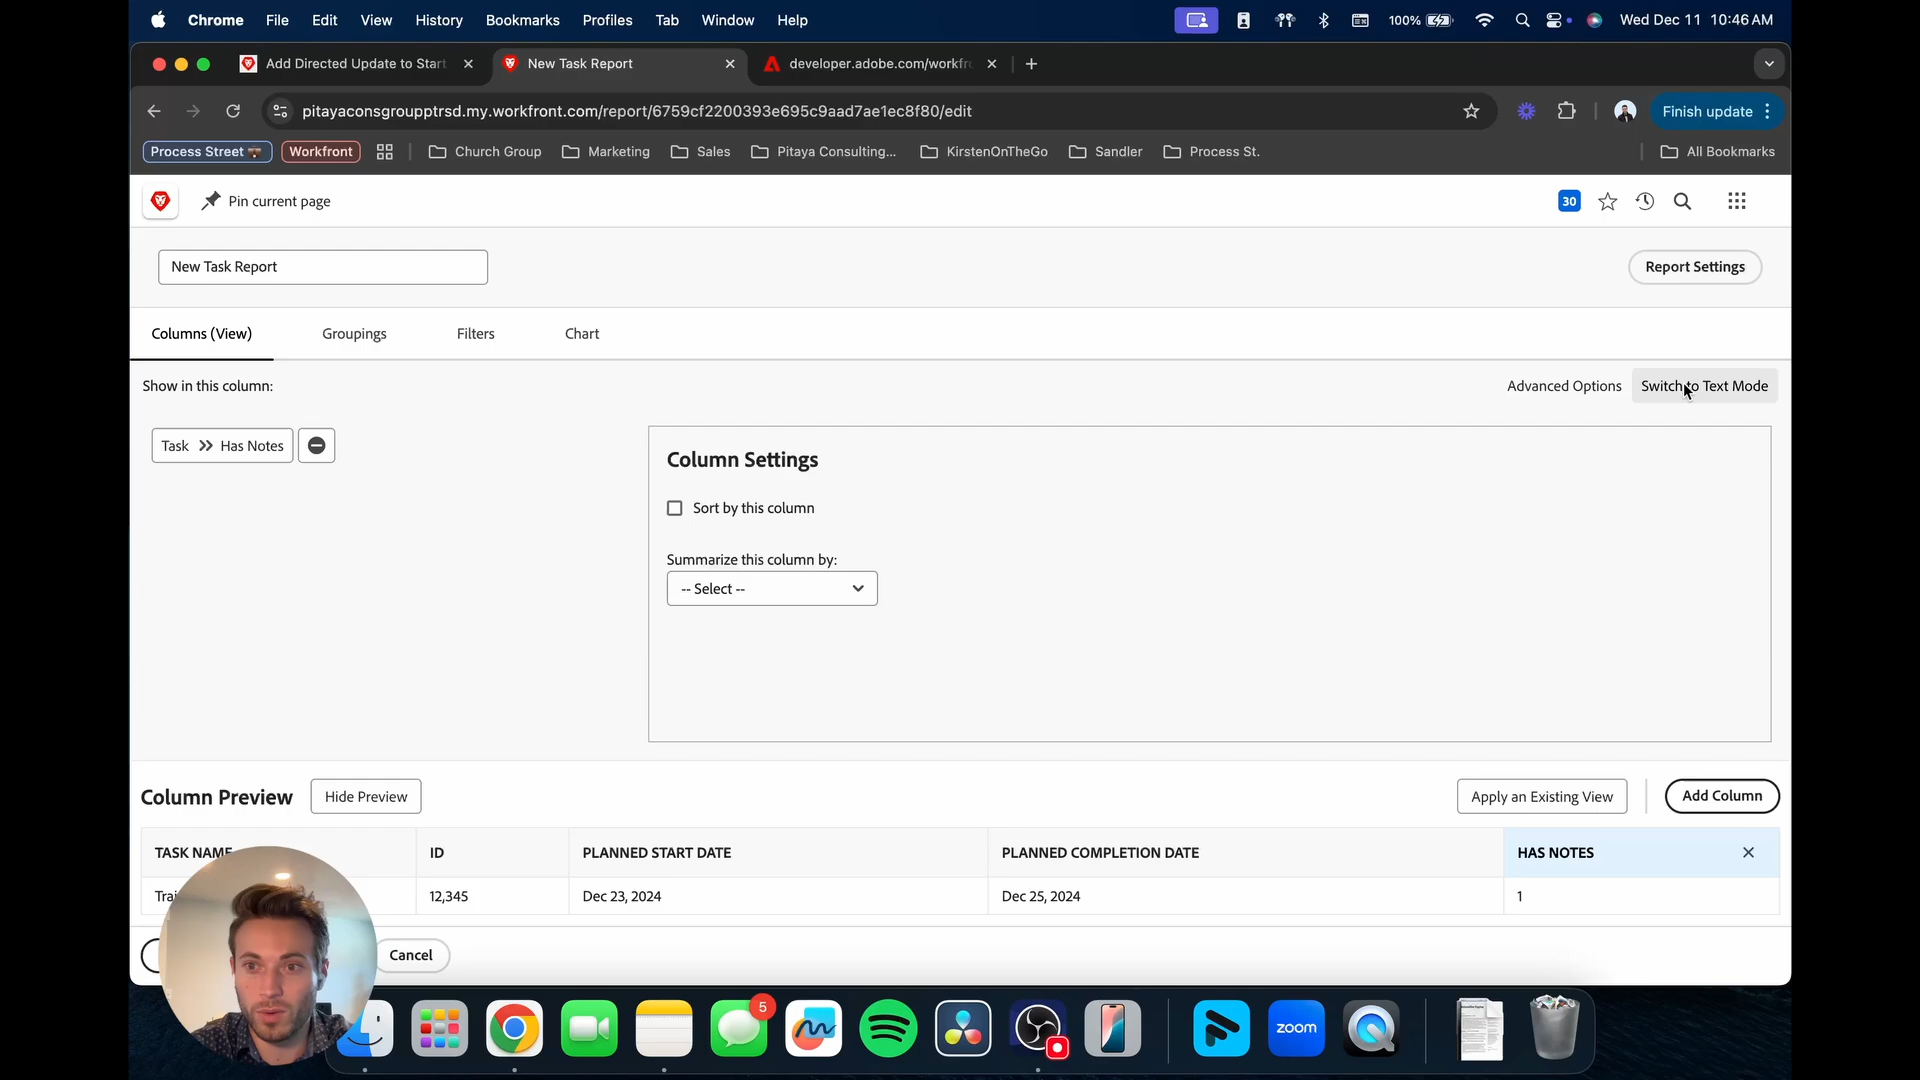 Chrome File Edit View History Bookmarks Profiles Tab Window Help 100% Wed Dec 11 10:46 AM
Add Directed Update to Start New Task Report developer.adobe.com/workfr
pitayaconsgroupptrsd.my.workfront.com/report/6759cf2200393e695c9aad7ae1ec8f80/edit Finish update
Process Street Workfront Church Group Marketing Sales Pitaya Consulting... KirstenOnTheGo Sandler Process St. All Bookmarks
Pin current page 30
New Task Report Report Settings
Columns (View) Groupings Filters Chart
Show in this column: Advanced Options Switch to Text Mode
Task >> Has Notes
Column Settings
Sort by this column
Summarize this column by:
-- Select --
Column Preview Hide Preview Apply an Existing View Add Column
TASK NAME ID PLANNED START DATE PLANNED COMPLETION DATE HAS NOTES
12,345 Dec 23, 2024 Dec 25, 2024 1
Cancel
5
zoom